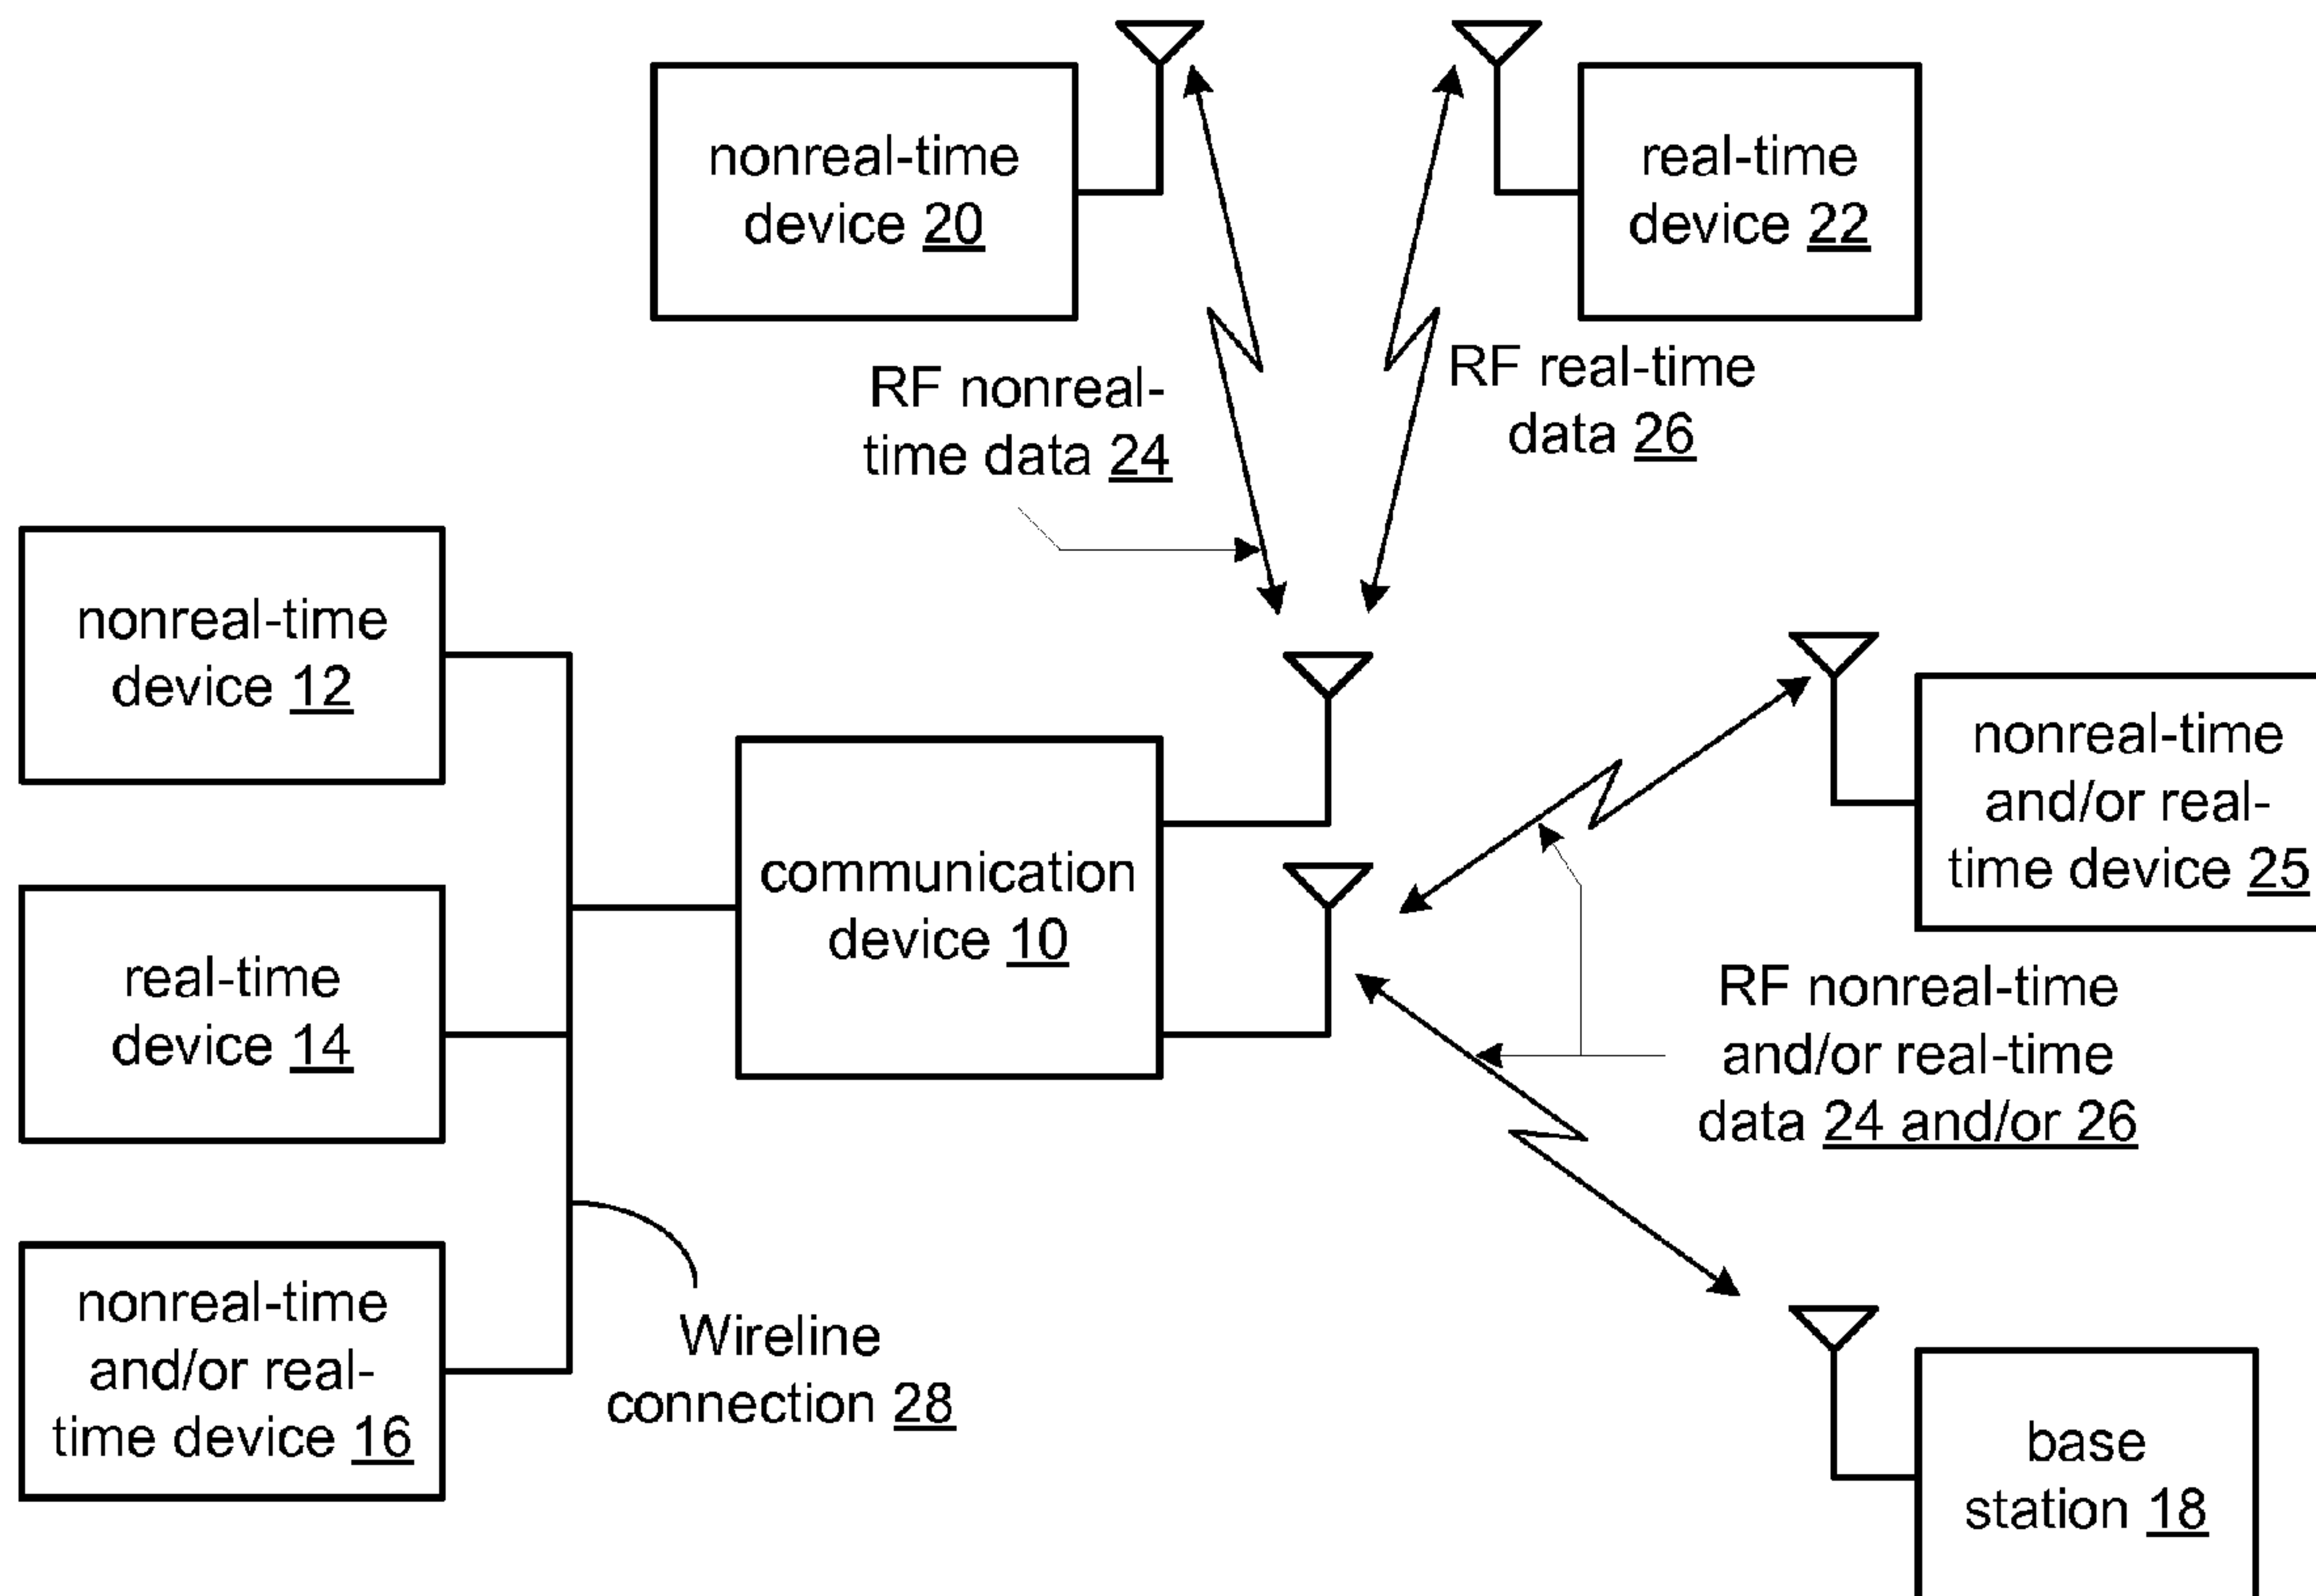 nonreal-time
device 20
real-time
device 22
RF nonreal-
time data 24
RF real-time
data 26
nonreal-time
device 12
nonreal-time
and/or real-
time device 25
communication
device 10
real-time
device 14
RF nonreal-time
and/or real-time
data 24 and/or 26
nonreal-time
and/or real-
time device 16
Wireline
connection 28
base
station 18